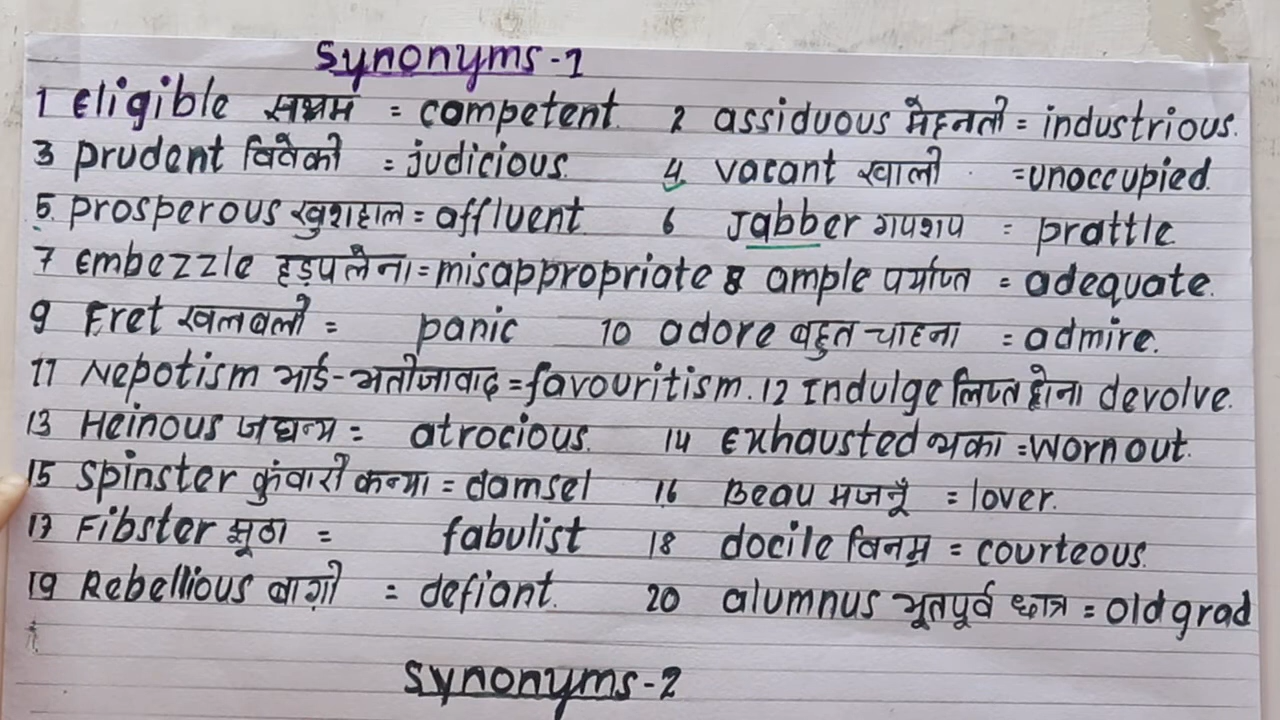 Synonyms-1
1 Eligible सक्षम = competent. 2 assiduous मेहनती = industrious.
3 prudent विवेकी = judicious. 4. vacant खाली = unoccupied.
5. prosperous खुशहाल = affluent 6 Jabber गपशप = prattle
7 Embezzle हड़पलेना = misappropriate 8 ample पर्याप्त = adequate.
9 Fret खलबली = panic 10 adore बहुत चाहना = admire.
11 Nepotism भाई-भतीजावाद = favouritism. 12 Indulge लिप्त होना devolve.
13 Heinous जघन्य = atrocious. 14 Exhausted थका = worn out.
15 Spinster कुंवारी कन्या = damsel 16 Beau मजनूँ = lover.
17 Fibster झूठा = fabulist 18 docile विनम्र = courteous.
19 Rebellious बाग़ी = defiant. 20 alumnus भूतपूर्व छात्र = old grad
Synonyms-2